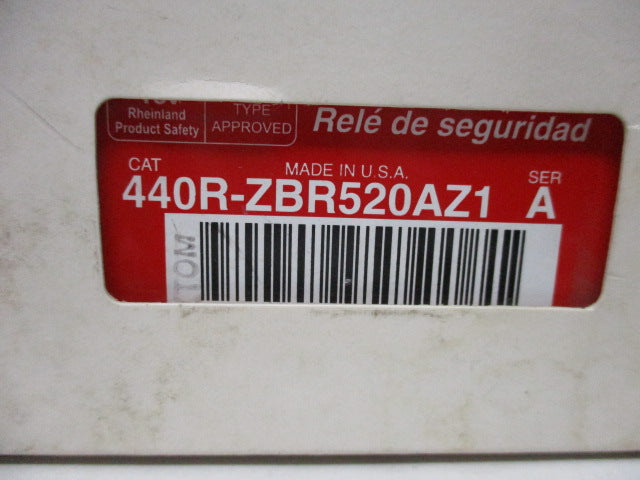 Rheinland TYPE
Product Safety APPROVED Relé de seguridad
CAT MADE IN U.S.A. SER
440R-ZBR520AZ1 A